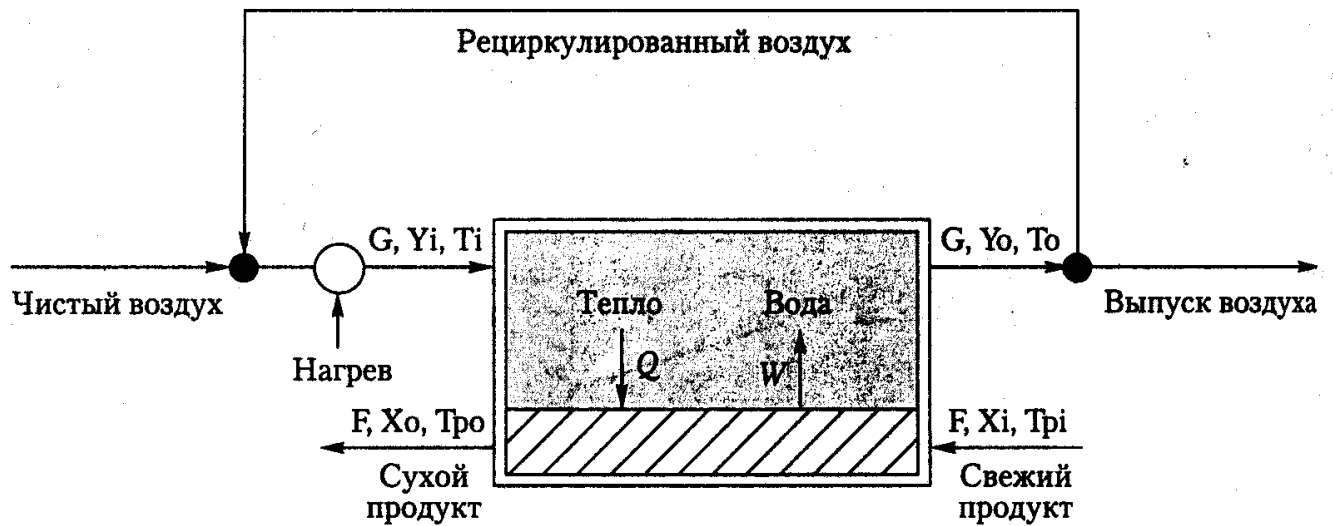 Рециркулированный воздух
G, Yi, Ti
G, Yo, To
Чистый воздух
Тепло
Вода
Выпуск воздуха
Нагрев
Q
W
F, Xo, Tpo
F, Xi, Tpi
Сухой
продукт
Свежий
продукт